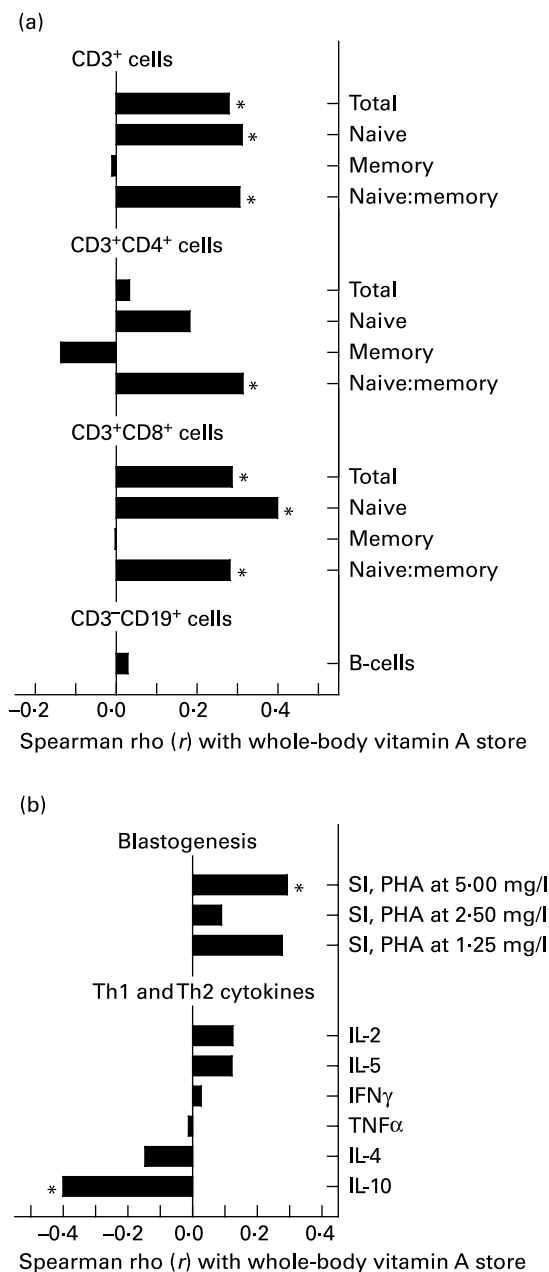 (a)
CD3⁺ cells
* Total
* Naive
Memory
* Naive:memory
CD3⁺CD4⁺ cells
Total
Naive
Memory
* Naive:memory
CD3⁺CD8⁺ cells
* Total
* Naive
Memory
* Naive:memory
CD3⁻CD19⁺ cells
B-cells
−0·2 0·0 0·2 0·4
Spearman rho (r) with whole-body vitamin A store
(b)
Blastogenesis
* SI, PHA at 5·00 mg/l
SI, PHA at 2·50 mg/l
SI, PHA at 1·25 mg/l
Th1 and Th2 cytokines
IL-2
IL-5
IFNγ
TNFα
IL-4
* IL-10
−0·4 −0·2 0·0 0·2 0·4
Spearman rho (r) with whole-body vitamin A store